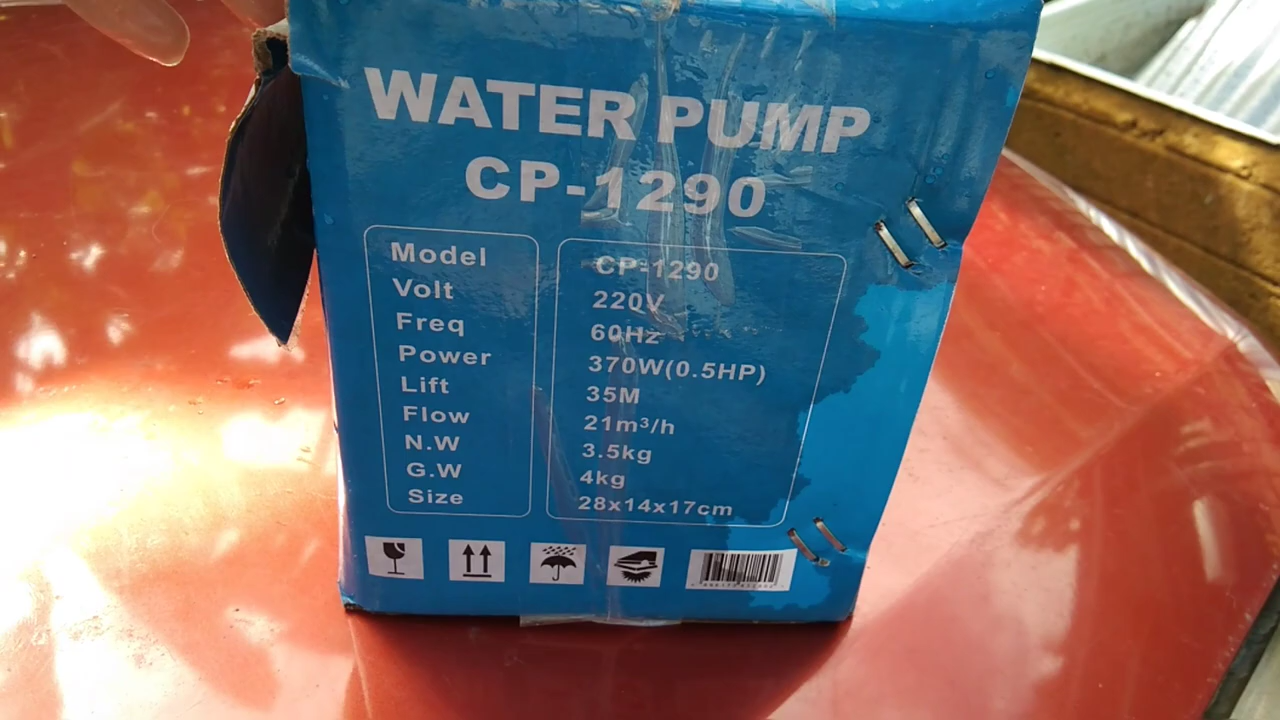 WATER PUMP
CP-1290
Model CP-1290
Volt 220V
Freq 60Hz
Power 370W(0.5HP)
Lift 35M
Flow 21m³/h
N.W 3.5kg
G.W 4kg
Size 28x14x17cm